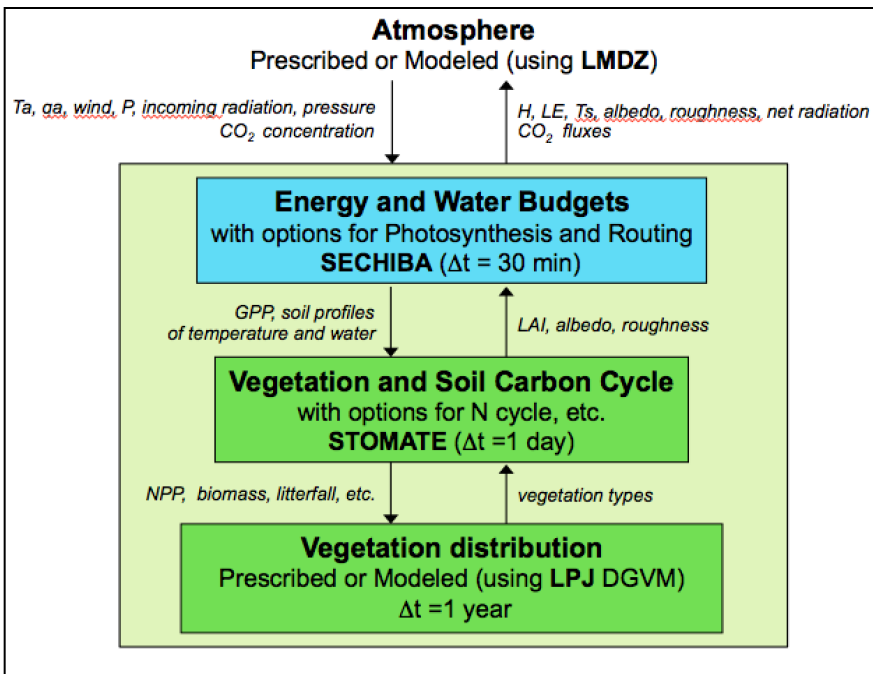 Atmosphere
Prescribed or Modeled (using LMDZ)
Ta, qa, wind, P, incoming radiation, pressure
CO2 concentration
H, LE, Ts, albedo, roughness, net radiation
CO2 fluxes
Energy and Water Budgets
with options for Photosynthesis and Routing
SECHIBA (Δt = 30 min)
GPP, soil profiles
of temperature and water
LAI, albedo, roughness
Vegetation and Soil Carbon Cycle
with options for N cycle, etc.
STOMATE (Δt =1 day)
NPP, biomass, litterfall, etc.
vegetation types
Vegetation distribution
Prescribed or Modeled (using LPJ DGVM)
Δt =1 year